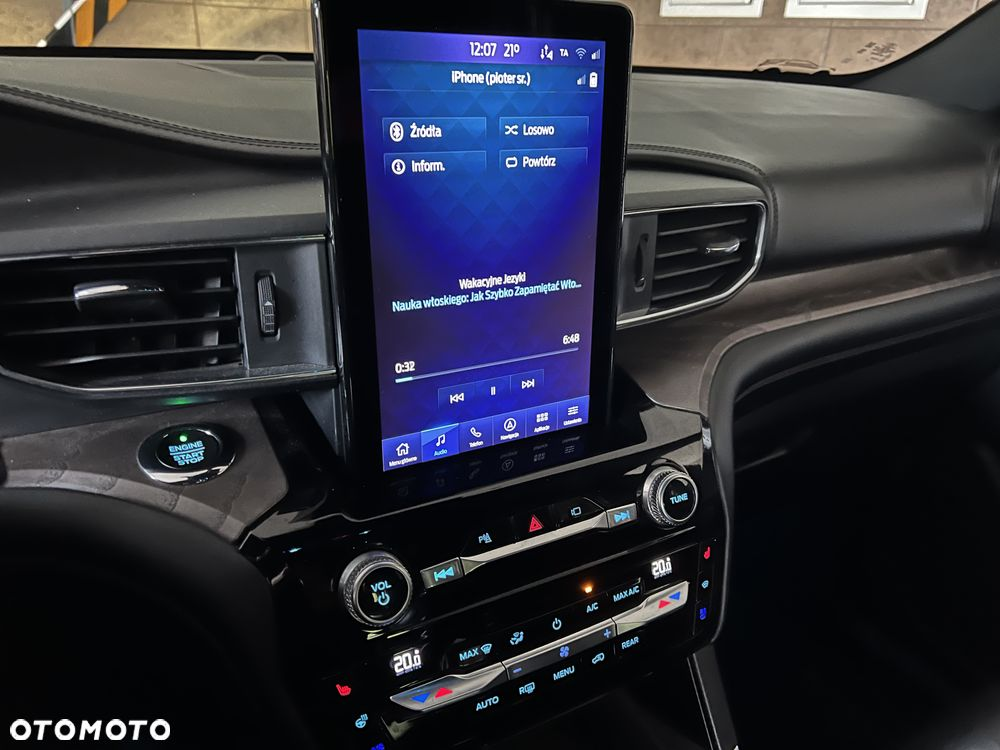 12:07 21° TA
iPhone (pioter sr.)
Źródła
Losowo
Inform.
Powtórz
Wakacyjne Jezyki
Nauka włoskiego: Jak Szybko Zapamiętać Wło...
0:32
6:48
Menu główne
Audio
Telefon
Nawigacja
Aplikacje
Ustawienia
ENGINE
START
STOP
TUNE
VOL
20.0
A/C
MAX A/C
20.0
MAX
AUTO
R
MENU
REAR
OTOMOTO